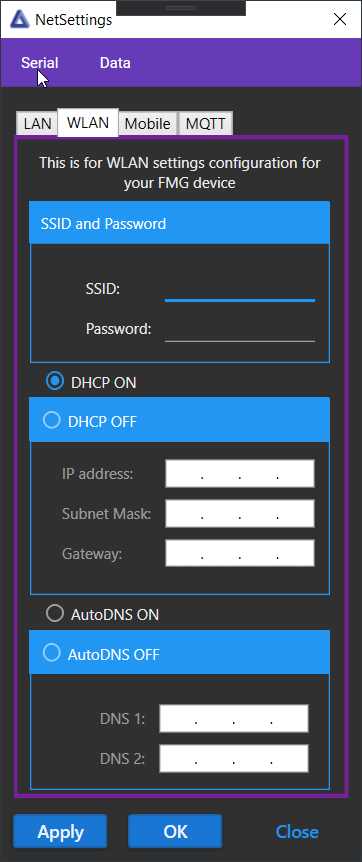 NetSettings
Serial Data
LAN WLAN Mobile MQTT
This is for WLAN settings configuration for
your FMG device
SSID and Password
SSID:
Password:
DHCP ON
DHCP OFF
IP address: . . .
Subnet Mask: . . .
Gateway: . . .
AutoDNS ON
AutoDNS OFF
DNS 1: . . .
DNS 2: . . .
Apply OK Close